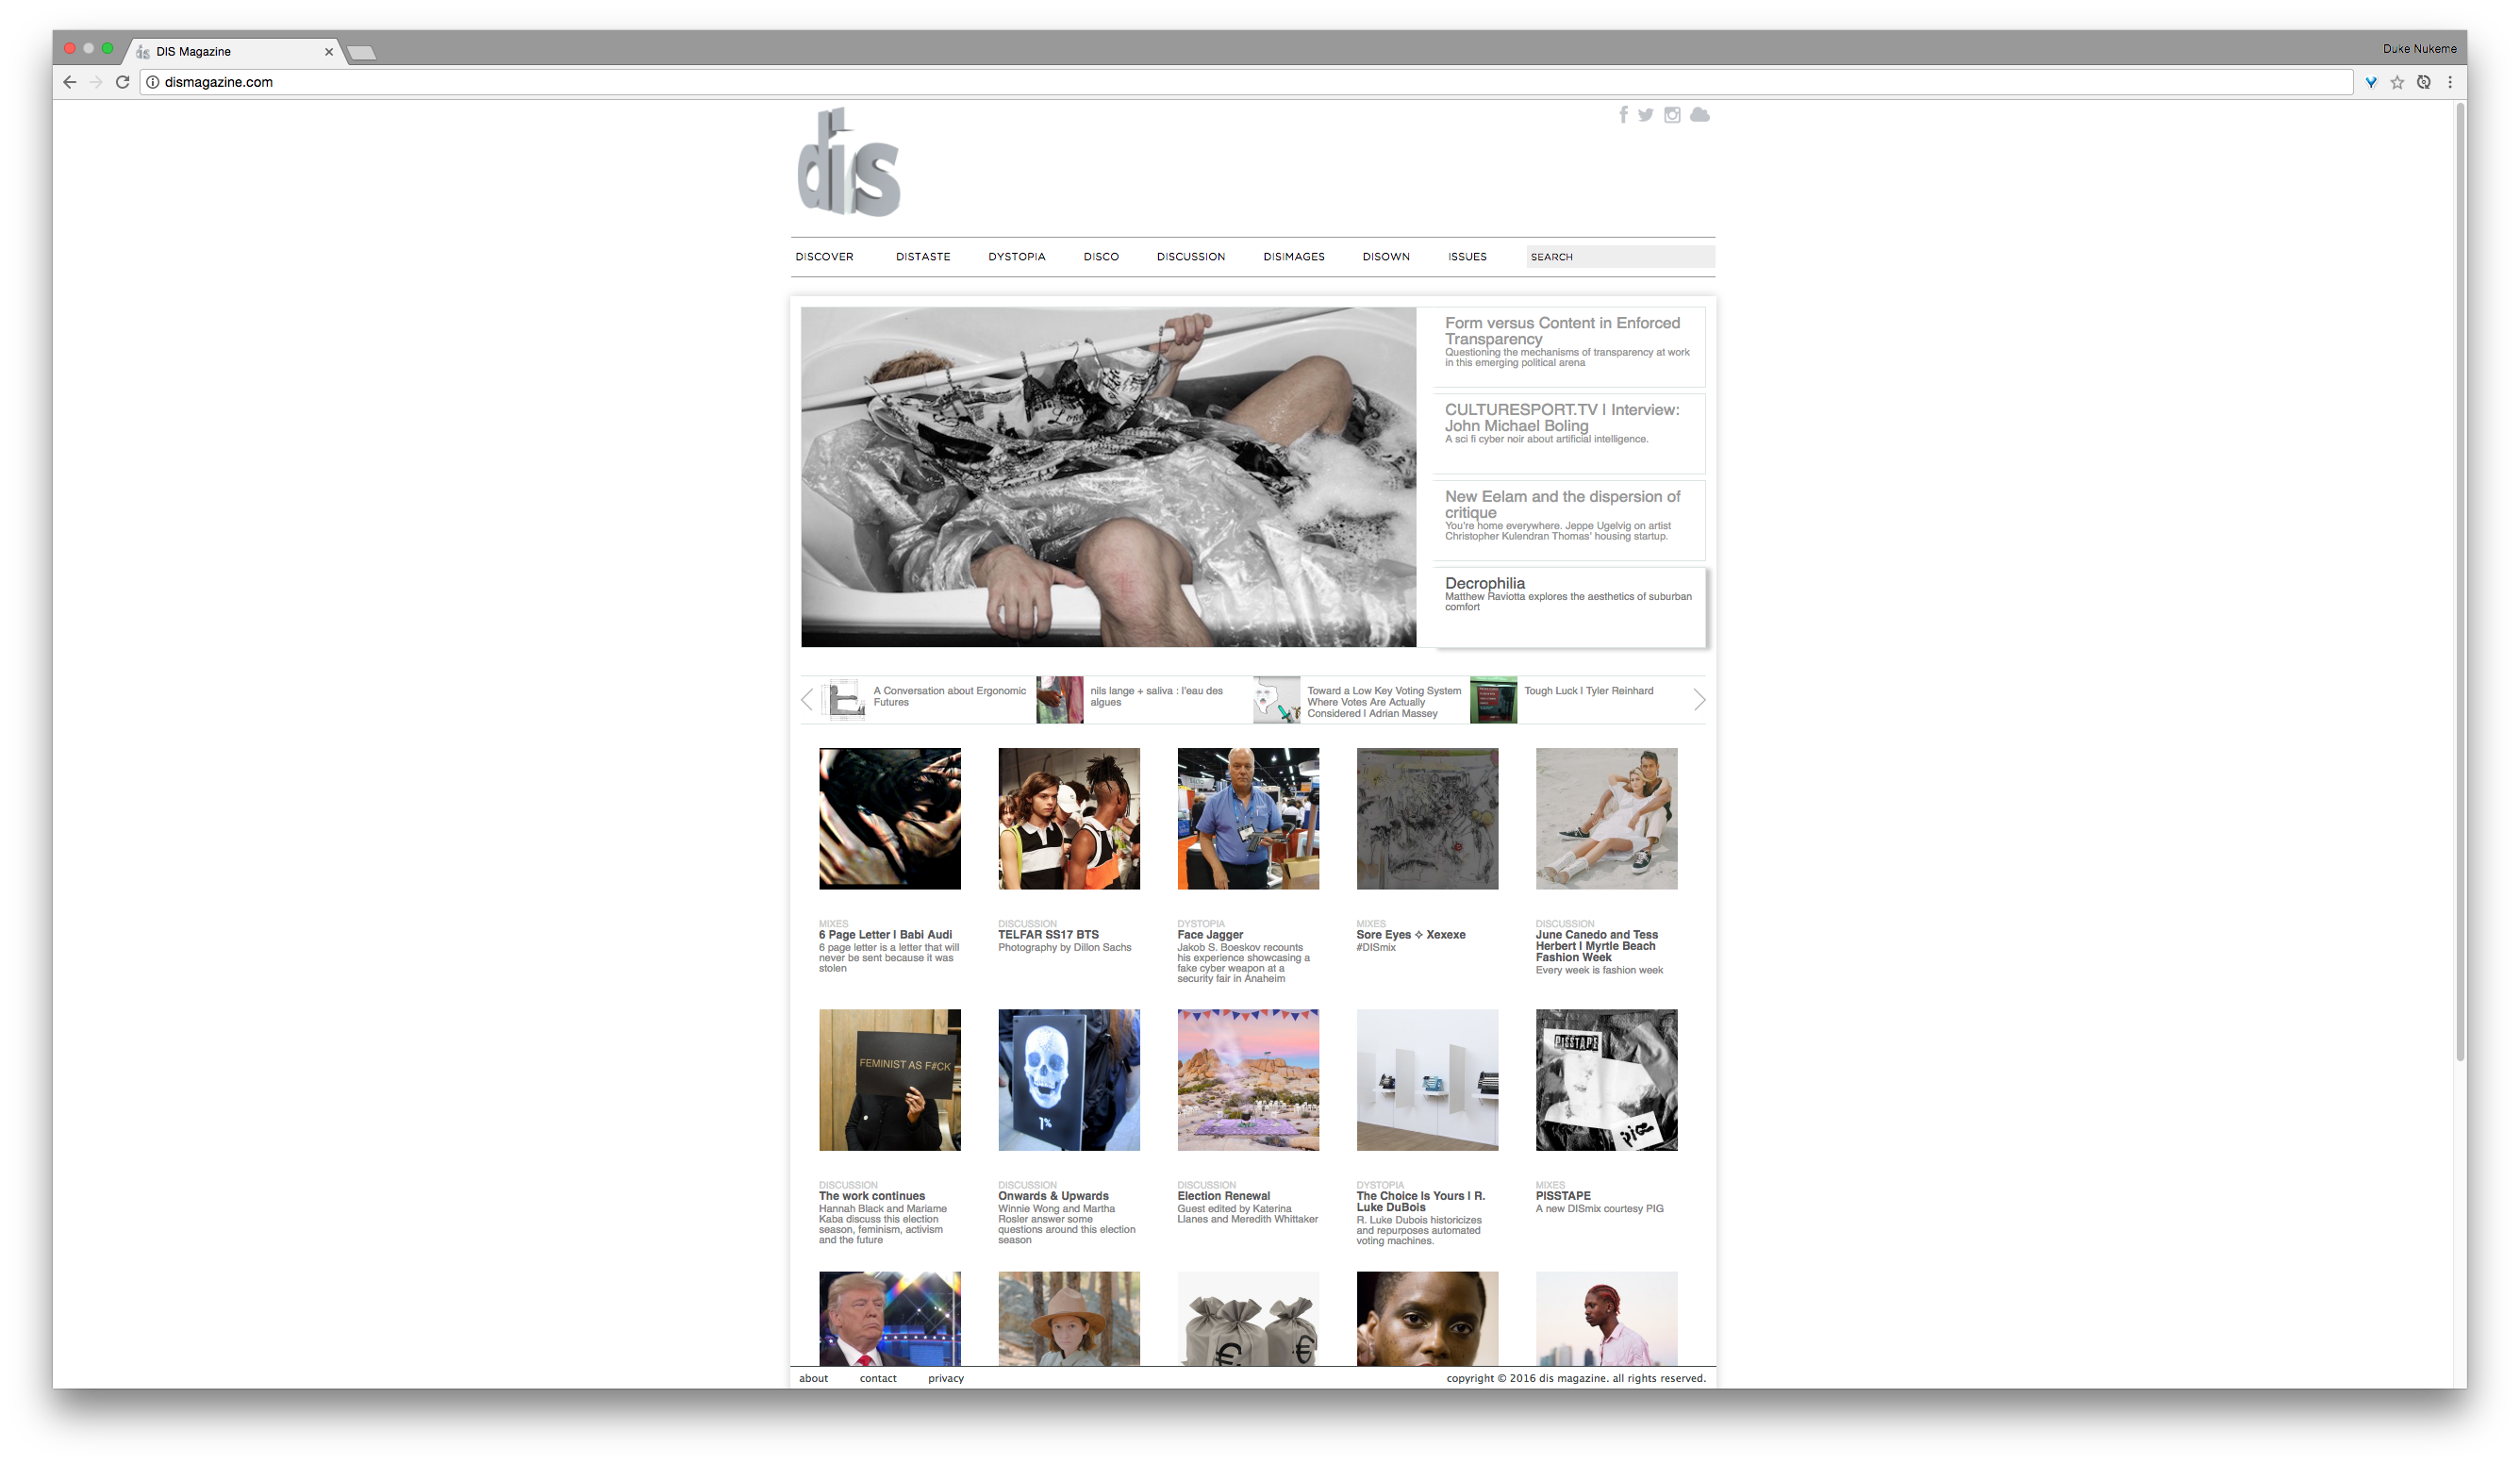 DIS Magazine
Duke Nukeme
dismagazine.com
dis
DISCOVER DISTASTE DYSTOPIA DISCO DISCUSSION DISIMAGES DISOWN ISSUES SEARCH
Form versus Content in Enforced
Transparency
Questioning the mechanisms of transparency at work
in this emerging political arena
CULTURESPORT.TV | Interview:
John Michael Boling
A sci fi cyber noir about artificial intelligence.
New Eelam and the dispersion of
critique
You're home everywhere. Jeppe Ugelvig on artist
Christopher Kulendran Thomas' housing startup.
Decrophilia
Matthew Raviotta explores the aesthetics of suburban
comfort
A Conversation about Ergonomic
Futures
nils lange + saliva : l'eau des
algues
Toward a Low Key Voting System
Where Votes Are Actually
Considered | Adrian Massey
Tough Luck | Tyler Reinhard
MIXES
6 Page Letter | Babi Audi
6 page letter is a letter that will
never be sent because it was
stolen
DISCUSSION
TELFAR SS17 BTS
Photography by Dillon Sachs
DYSTOPIA
Face Jagger
Jakob S. Boeskov recounts
his experience showcasing a
fake cyber weapon at a
security fair in Anaheim
MIXES
Sore Eyes ✧ Xexexe
#DISmix
DISCUSSION
June Canedo and Tess
Herbert | Myrtle Beach
Fashion Week
Every week is fashion week
FEMINIST AS F#CK
1%
PISSTAPE
pig
DISCUSSION
The work continues
Hannah Black and Mariame
Kaba discuss this election
season, feminism, activism
and the future
DISCUSSION
Onwards & Upwards
Winnie Wong and Martha
Rosler answer some
questions around this election
season
DISCUSSION
Election Renewal
Guest edited by Katerina
Llanes and Meredith Whittaker
DYSTOPIA
The Choice Is Yours | R.
Luke DuBois
R. Luke Dubois historicizes
and repurposes automated
voting machines.
MIXES
PISSTAPE
A new DISmix courtesy PIG
€ €
about contact privacy
copyright © 2016 dis magazine. all rights reserved.